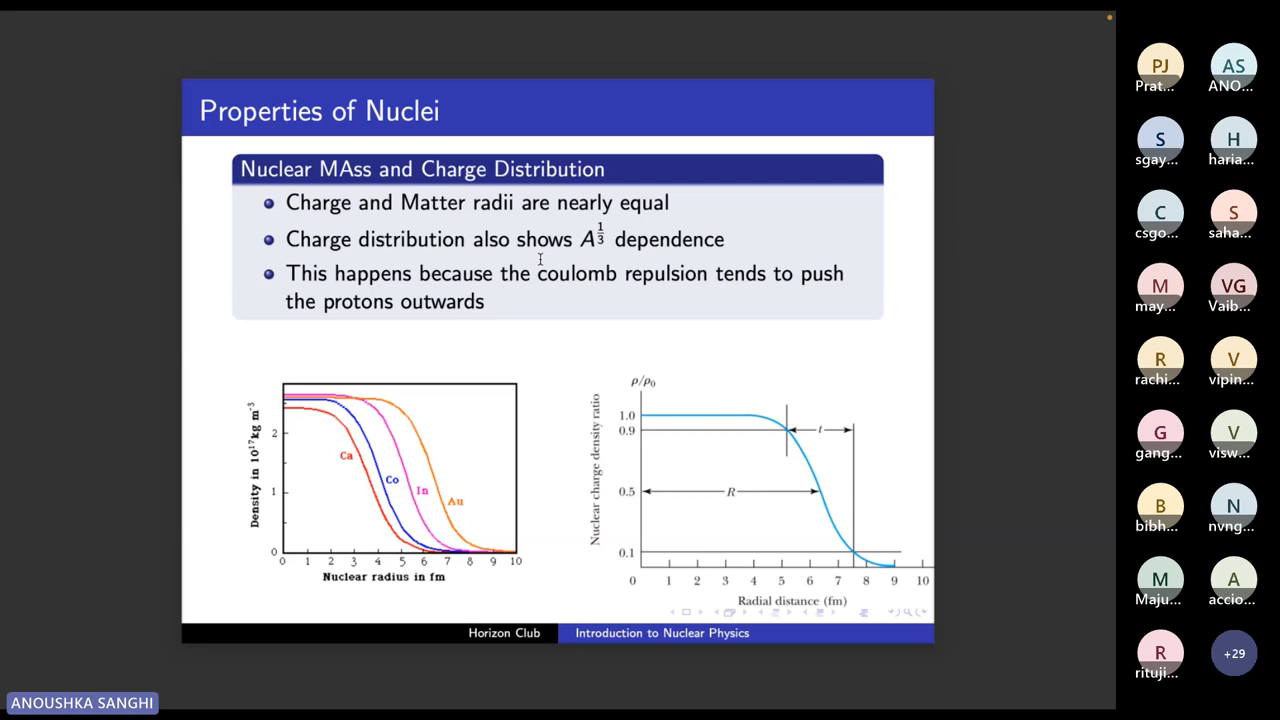 Properties of Nuclei
Nuclear MAss and Charge Distribution
Charge and Matter radii are nearly equal
Charge distribution also shows A^1/3 dependence
This happens because the coulomb repulsion tends to push
the protons outwards
Density in 10^17 kg m^-3
2
1
0
Ca
Co
In
Au
0 1 2 3 4 5 6 7 8 9 10
Nuclear radius in fm
ρ/ρ0
Nuclear charge density ratio
1.0
0.9
t
0.5
R
0.1
0 1 2 3 4 5 6 7 8 9 10
Radial distance (fm)
Horizon Club
Introduction to Nuclear Physics
PJ
Prat...
AS
ANO...
S
sgay...
H
haria...
C
csgo...
S
saha...
M
may...
VG
Vaib...
R
rachi...
V
vipin...
G
gang...
V
visw...
B
bibh...
N
nvng...
M
Maju...
A
accio...
R
rituji...
+29
ANOUSHKA SANGHI